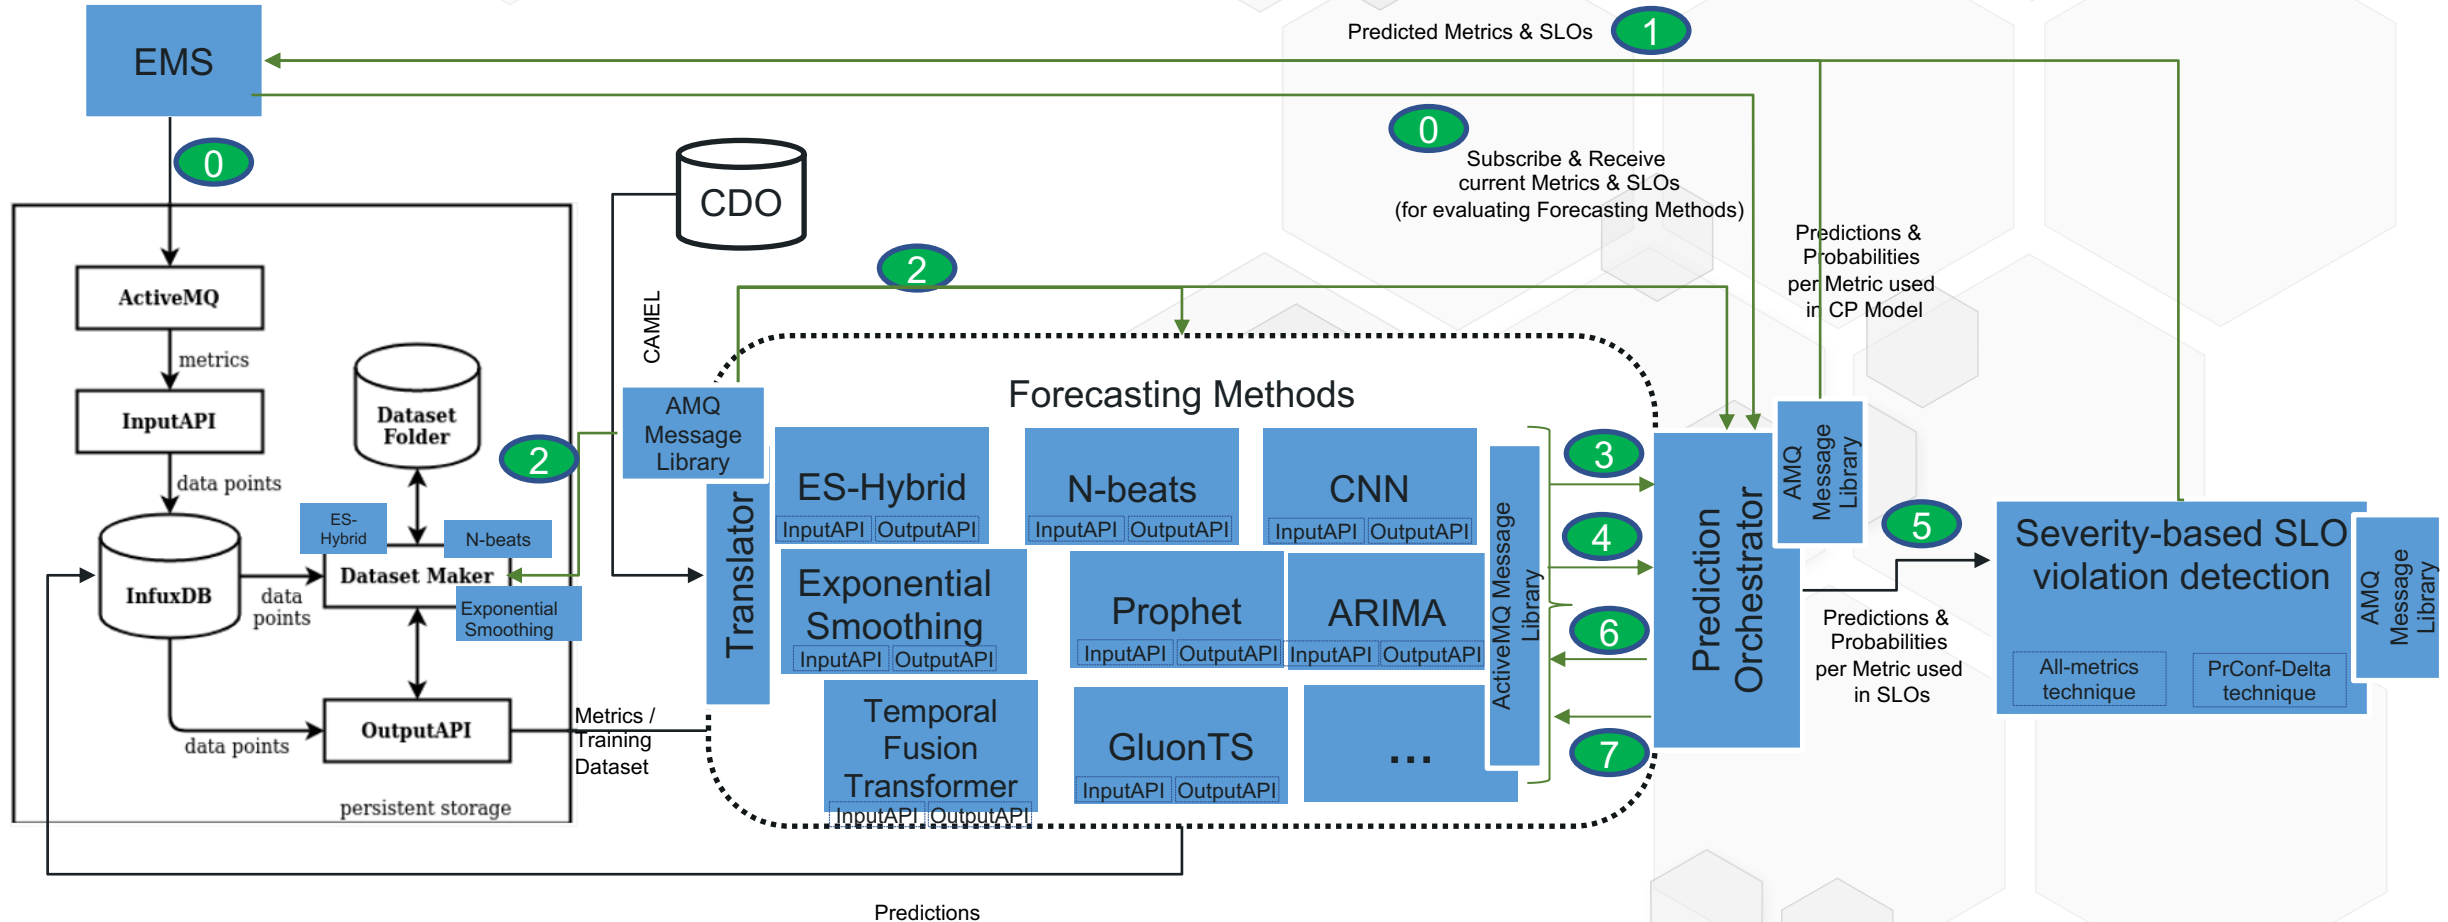 Predicted Metrics & SLOs
1
EMS
0
0
Subscribe & Receive
current Metrics & SLOs
(for evaluating Forecasting Methods)
CDO
Predictions &
Probabilities
per Metric used
in CP Model
2
ActiveMQ
metrics
CAMEL
InputAPI
Dataset
Folder
data points
2
AMQ
Message
Library
Forecasting Methods
Translator
ES-Hybrid
InputAPI
OutputAPI
N-beats
InputAPI
OutputAPI
CNN
InputAPI
OutputAPI
Exponential
Smoothing
InputAPI
OutputAPI
Prophet
InputAPI
OutputAPI
ARIMA
InputAPI
OutputAPI
Temporal
Fusion
Transformer
InputAPI
OutputAPI
GluonTS
InputAPI
OutputAPI
...
ActiveMQ Message
Library
3
4
6
7
Prediction
Orchestrator
AMQ
Message
Library
5
Predictions &
Probabilities
per Metric used
in SLOs
Severity-based SLO
violation detection
All-metrics
technique
PrConf-Delta
technique
AMQ
Message
Library
ES-
Hybrid
N-beats
Dataset Maker
Exponential
Smoothing
InfuxDB
data
points
data points
OutputAPI
Metrics /
Training
Dataset
persistent storage
Predictions